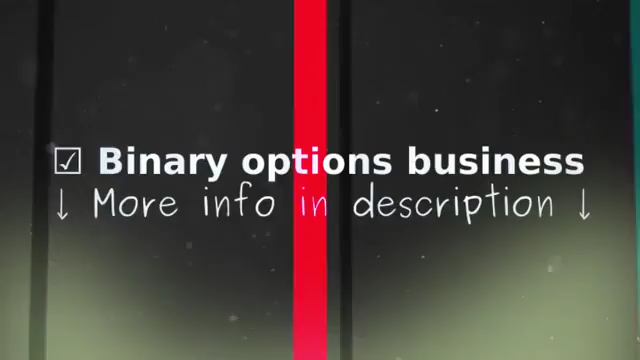 ☑ Binary options business
↓ More info in description ↓